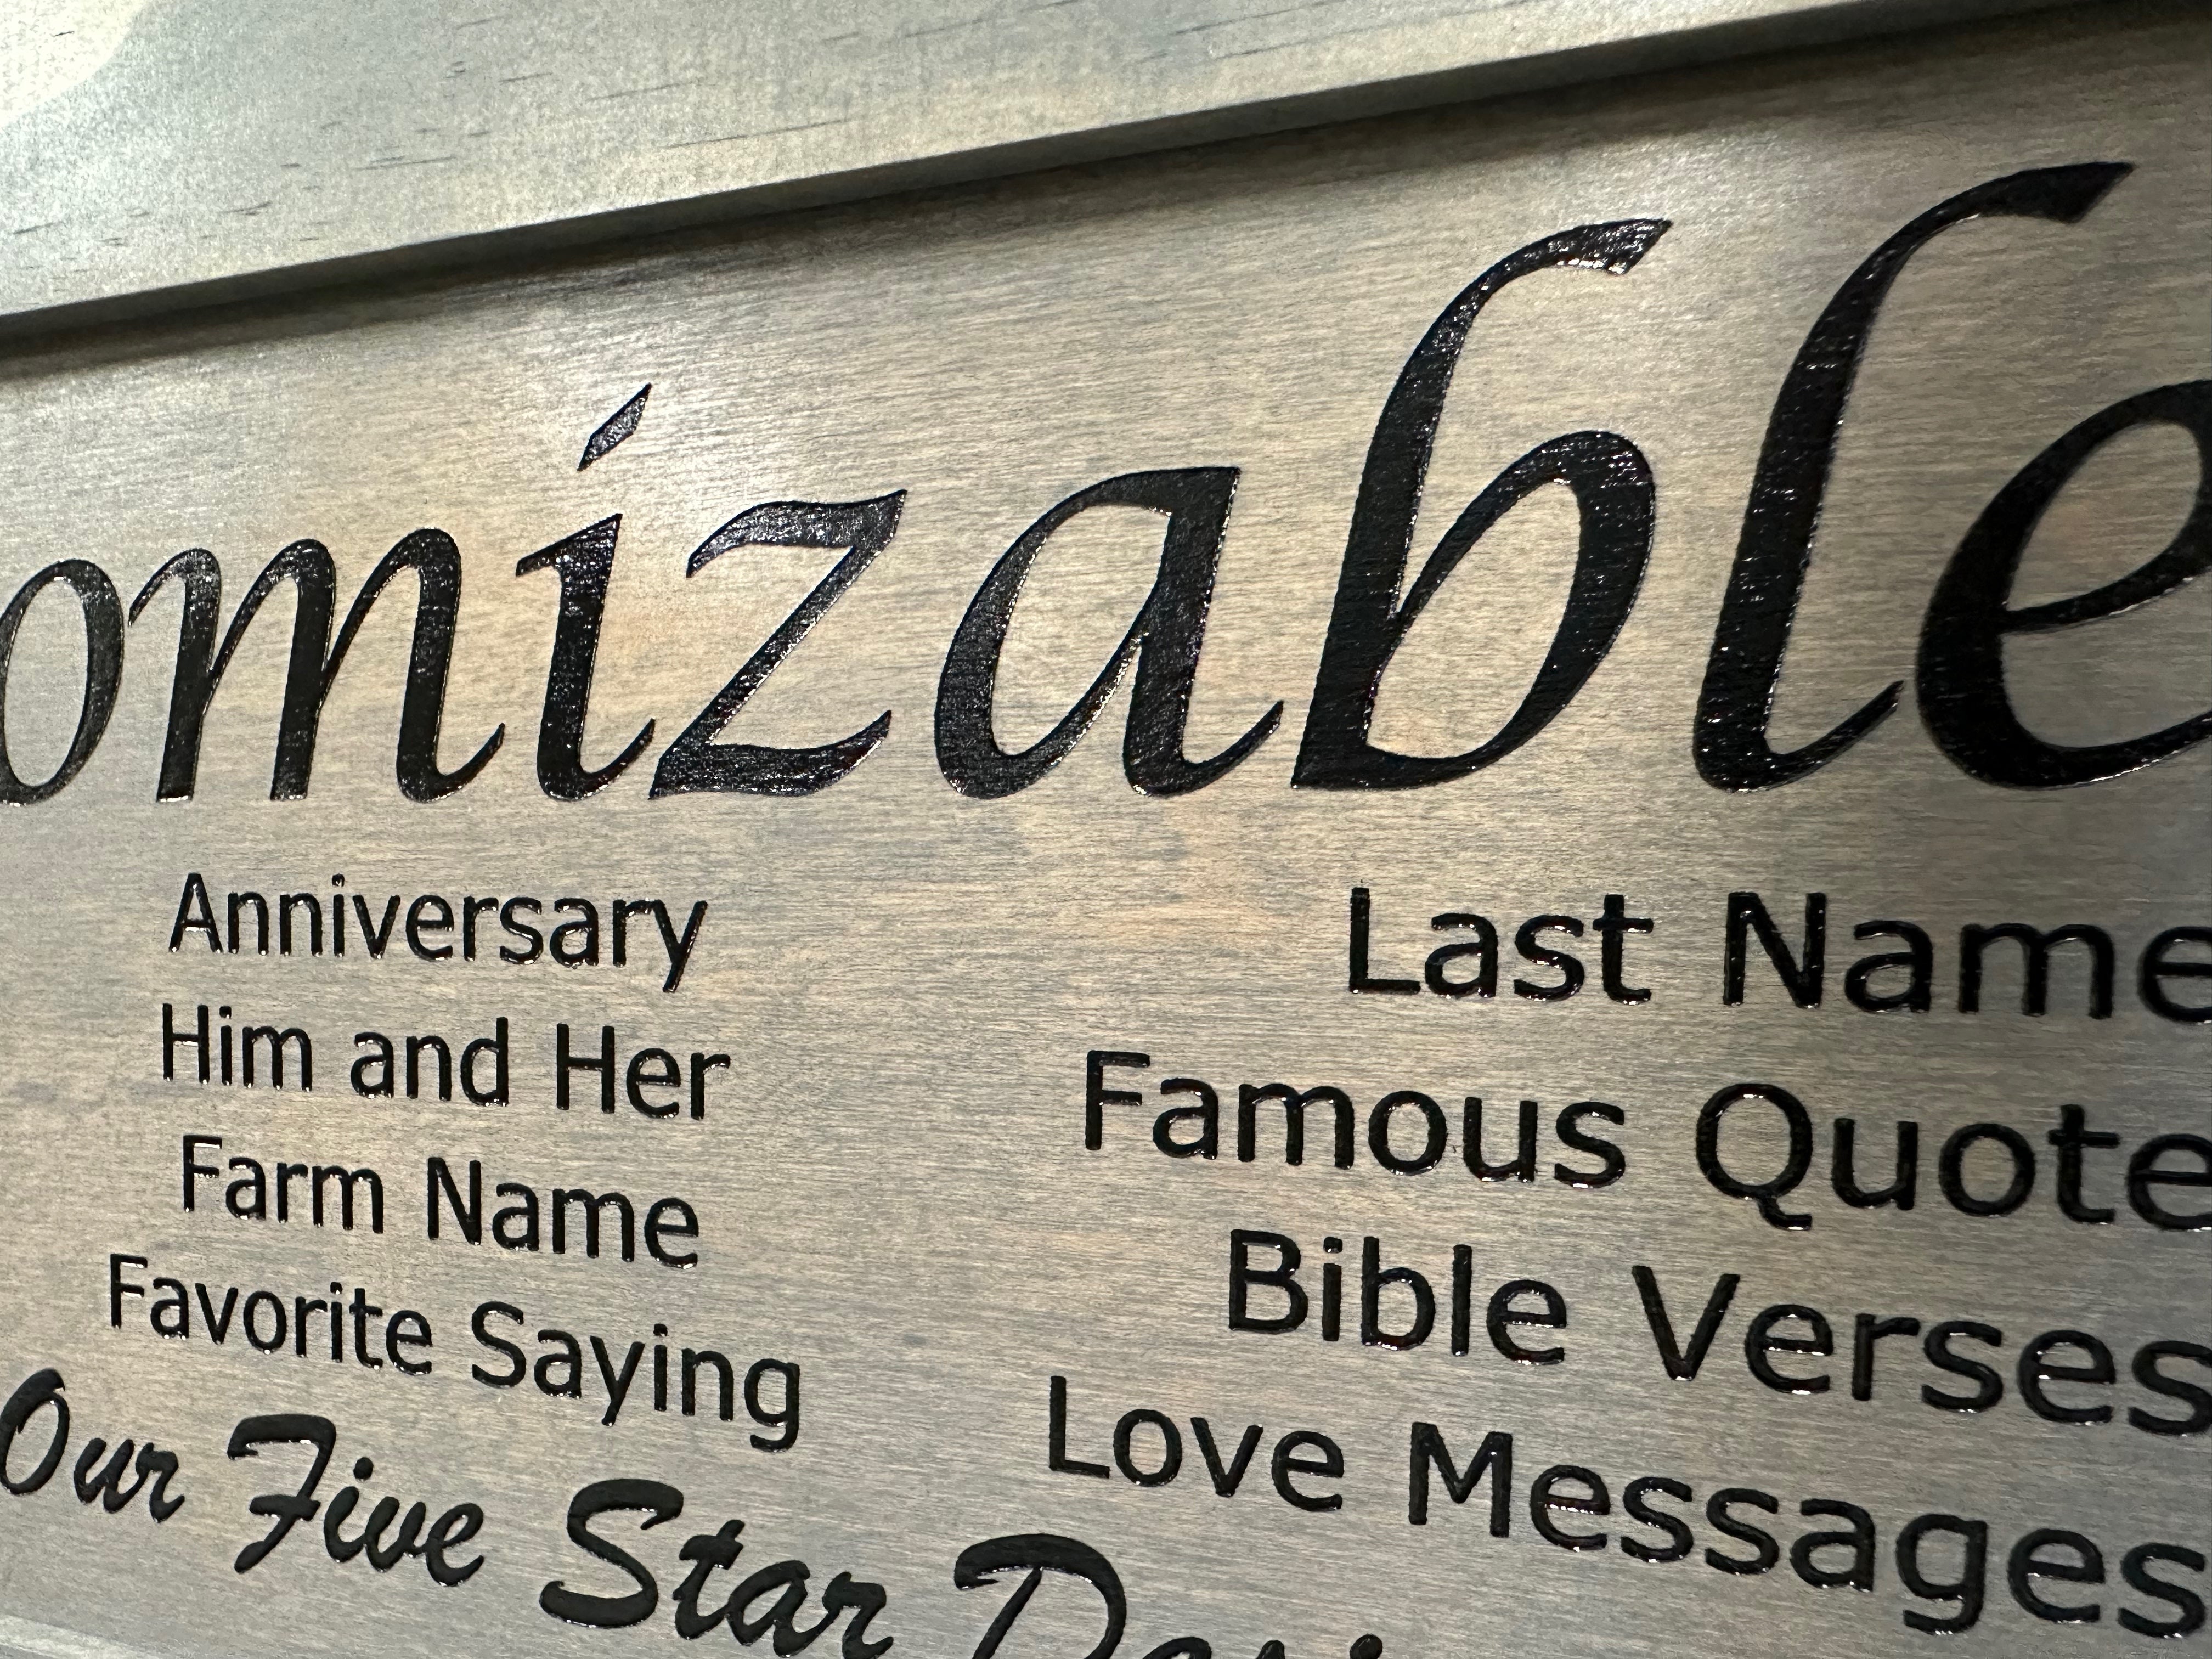 omizable
Anniversary
Him and Her
Farm Name
Favorite Saying
Last Name
Famous Quote
Bible Verses
Love Messages
Our Five Star